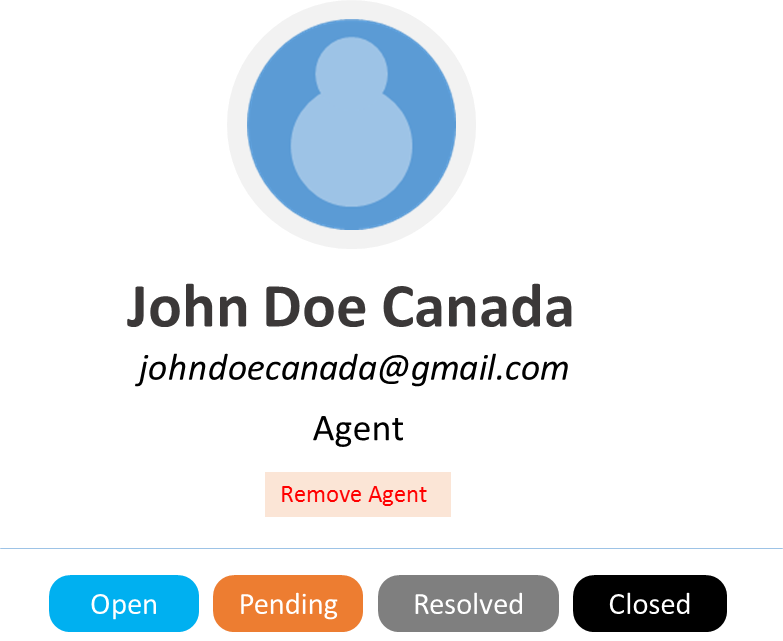 John Doe Canada
johndoecanada@gmail.com
Agent
Remove Agent
Open Pending Resolved Closed